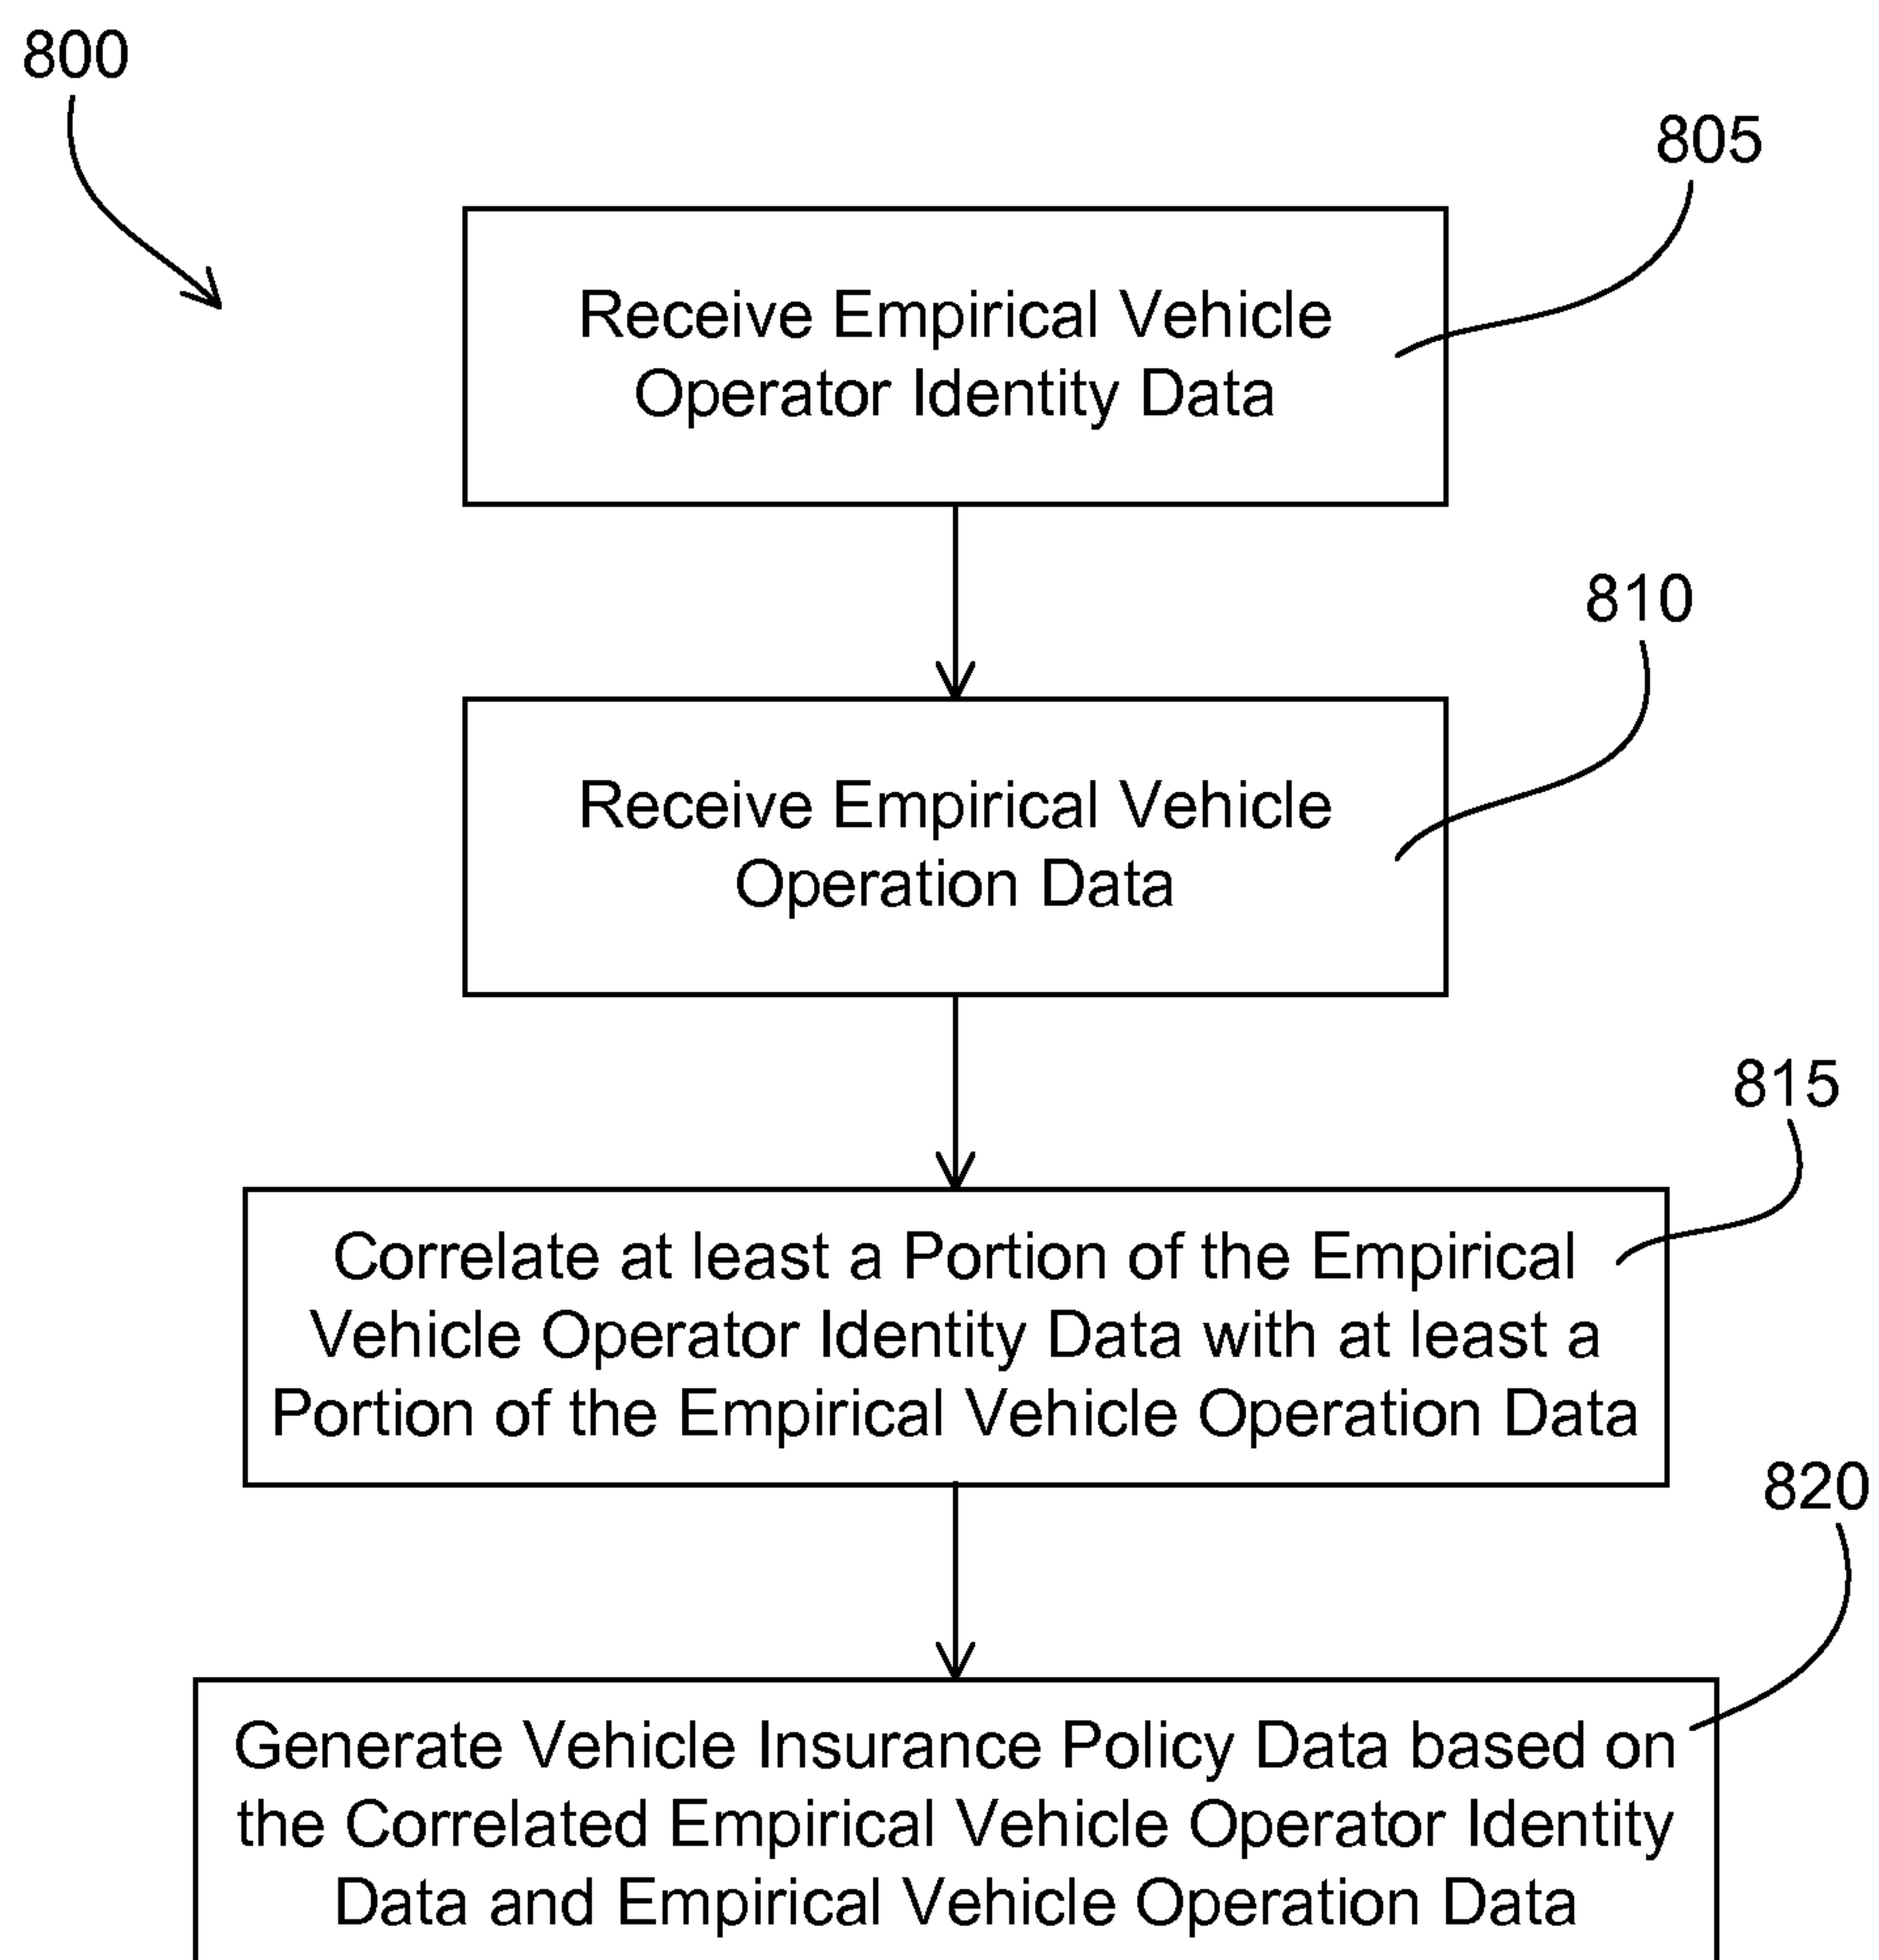 800
805
Receive Empirical Vehicle
Operator Identity Data
810
Receive Empirical Vehicle
Operation Data
815
Correlate at least a Portion of the Empirical
Vehicle Operator Identity Data with at least a
Portion of the Empirical Vehicle Operation Data
820
Generate Vehicle Insurance Policy Data based on
the Correlated Empirical Vehicle Operator Identity
Data and Empirical Vehicle Operation Data